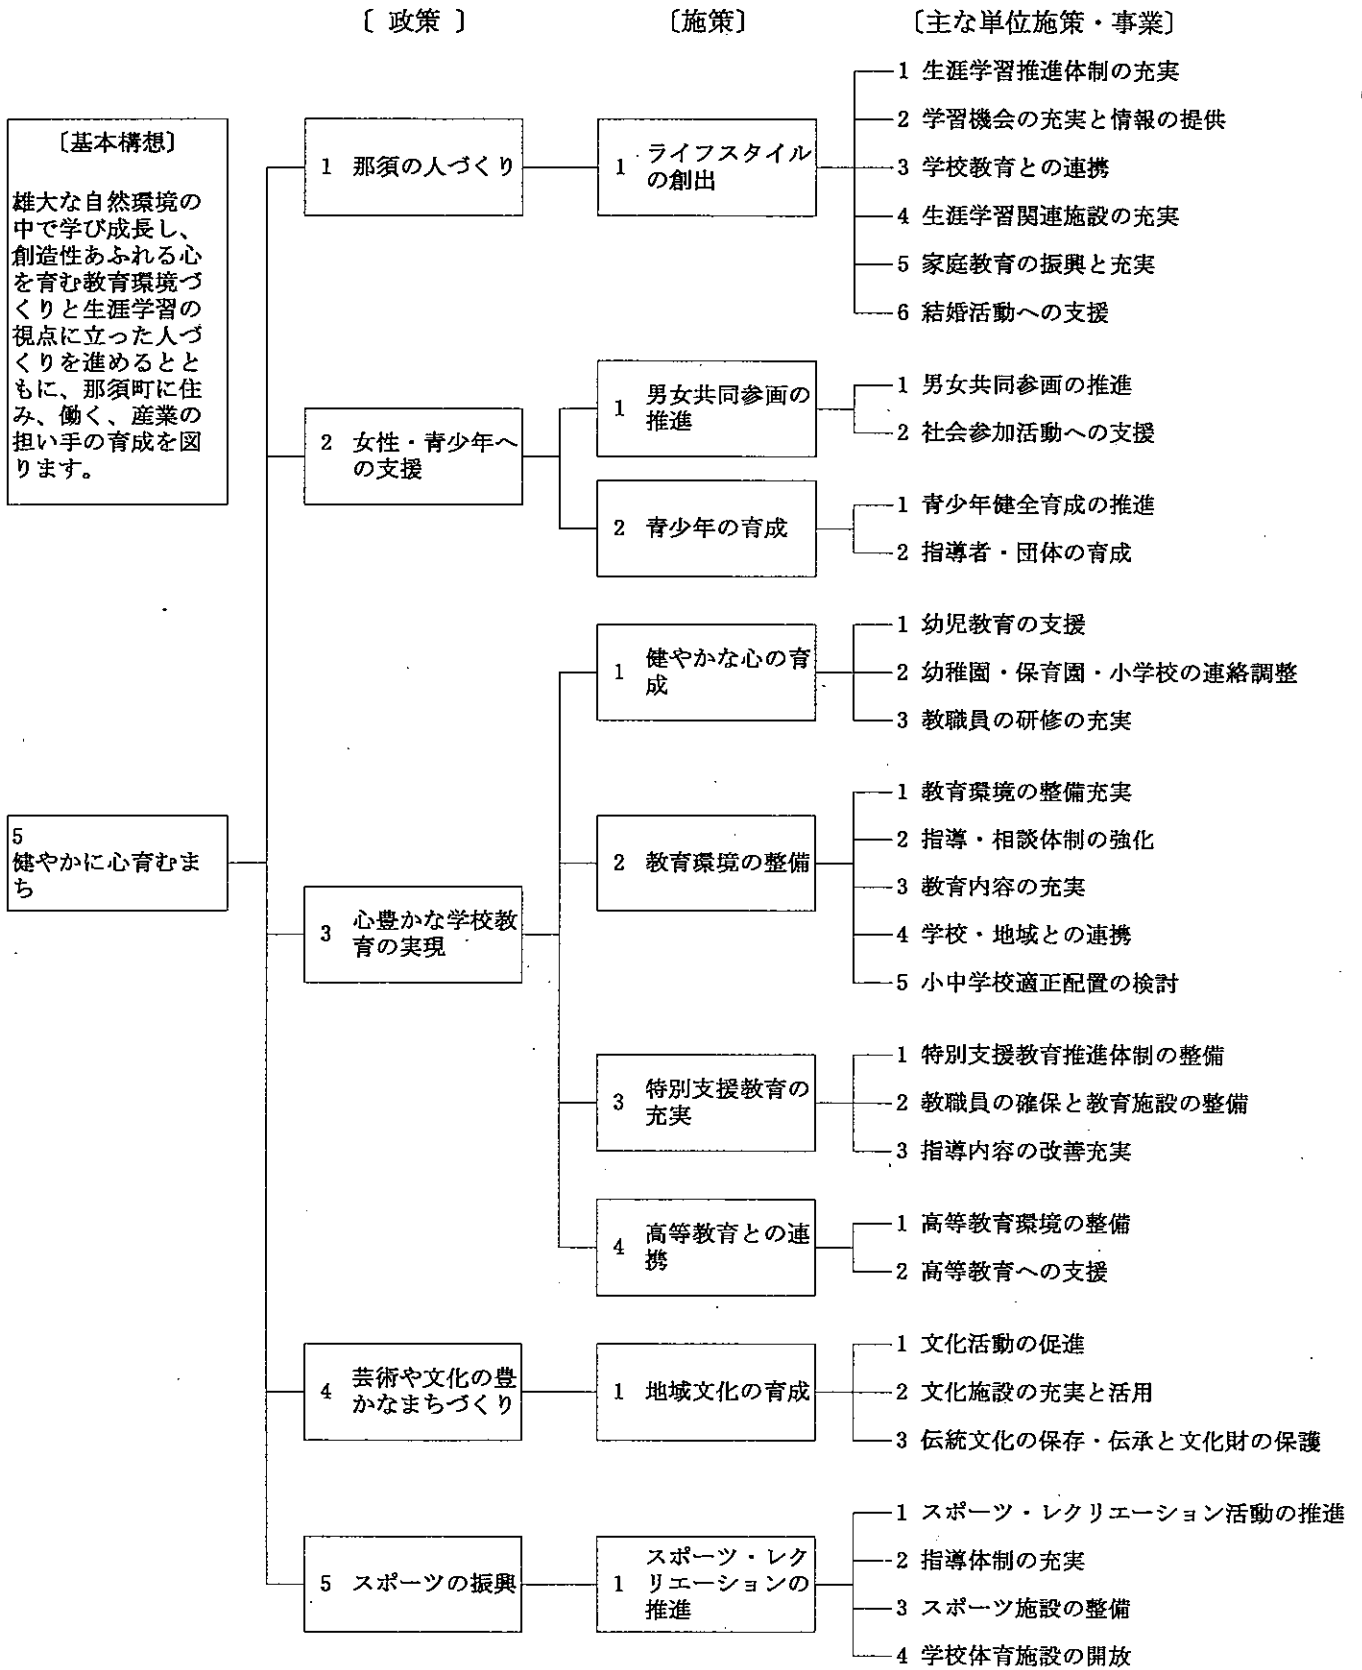 〔 政策 〕
〔施策〕
〔主な単位施策・事業〕
〔基本構想〕
雄大な自然環境の
中で学び成長し、
創造性あふれる心
を育む教育環境づ
くりと生涯学習の
視点に立った人づ
くりを進めるとと
もに、那須町に住
み、働く、産業の
担い手の育成を図
ります。
5
健やかに心育むま
ち
1 那須の人づくり
1 ライフスタイル
の創出
1 生涯学習推進体制の充実
2 学習機会の充実と情報の提供
3 学校教育との連携
4 生涯学習関連施設の充実
5 家庭教育の振興と充実
6 結婚活動への支援
2 女性・青少年へ
の支援
1 男女共同参画の
推進
1 男女共同参画の推進
2 社会参加活動への支援
2 青少年の育成
1 青少年健全育成の推進
2 指導者・団体の育成
3 心豊かな学校教
育の実現
1 健やかな心の育
成
1 幼児教育の支援
2 幼稚園・保育園・小学校の連絡調整
3 教職員の研修の充実
2 教育環境の整備
1 教育環境の整備充実
2 指導・相談体制の強化
3 教育内容の充実
4 学校・地域との連携
5 小中学校適正配置の検討
3 特別支援教育の
充実
1 特別支援教育推進体制の整備
2 教職員の確保と教育施設の整備
3 指導内容の改善充実
4 高等教育との連
携
1 高等教育環境の整備
2 高等教育への支援
4 芸術や文化の豊
かなまちづくり
1 地域文化の育成
1 文化活動の促進
2 文化施設の充実と活用
3 伝統文化の保存・伝承と文化財の保護
5 スポーツの振興
1 スポーツ・レク
リエーションの
推進
1 スポーツ・レクリエーション活動の推進
2 指導体制の充実
3 スポーツ施設の整備
4 学校体育施設の開放